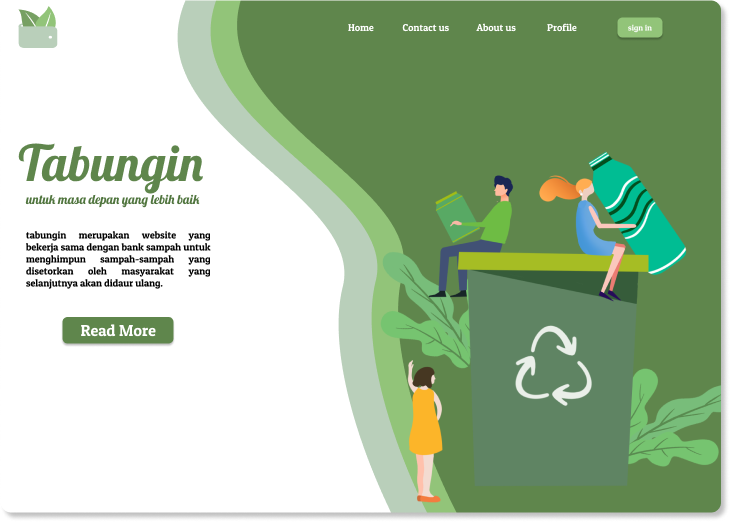 Home
Contact us
About us
Profile
sign in
Tabungin
untuk masa depan yang lebih baik
tabungin merupakan website yang
bekerja sama dengan bank sampah untuk
menghimpun sampah-sampah yang
disetorkan oleh masyarakat yang
selanjutnya akan didaur ulang.
Read More